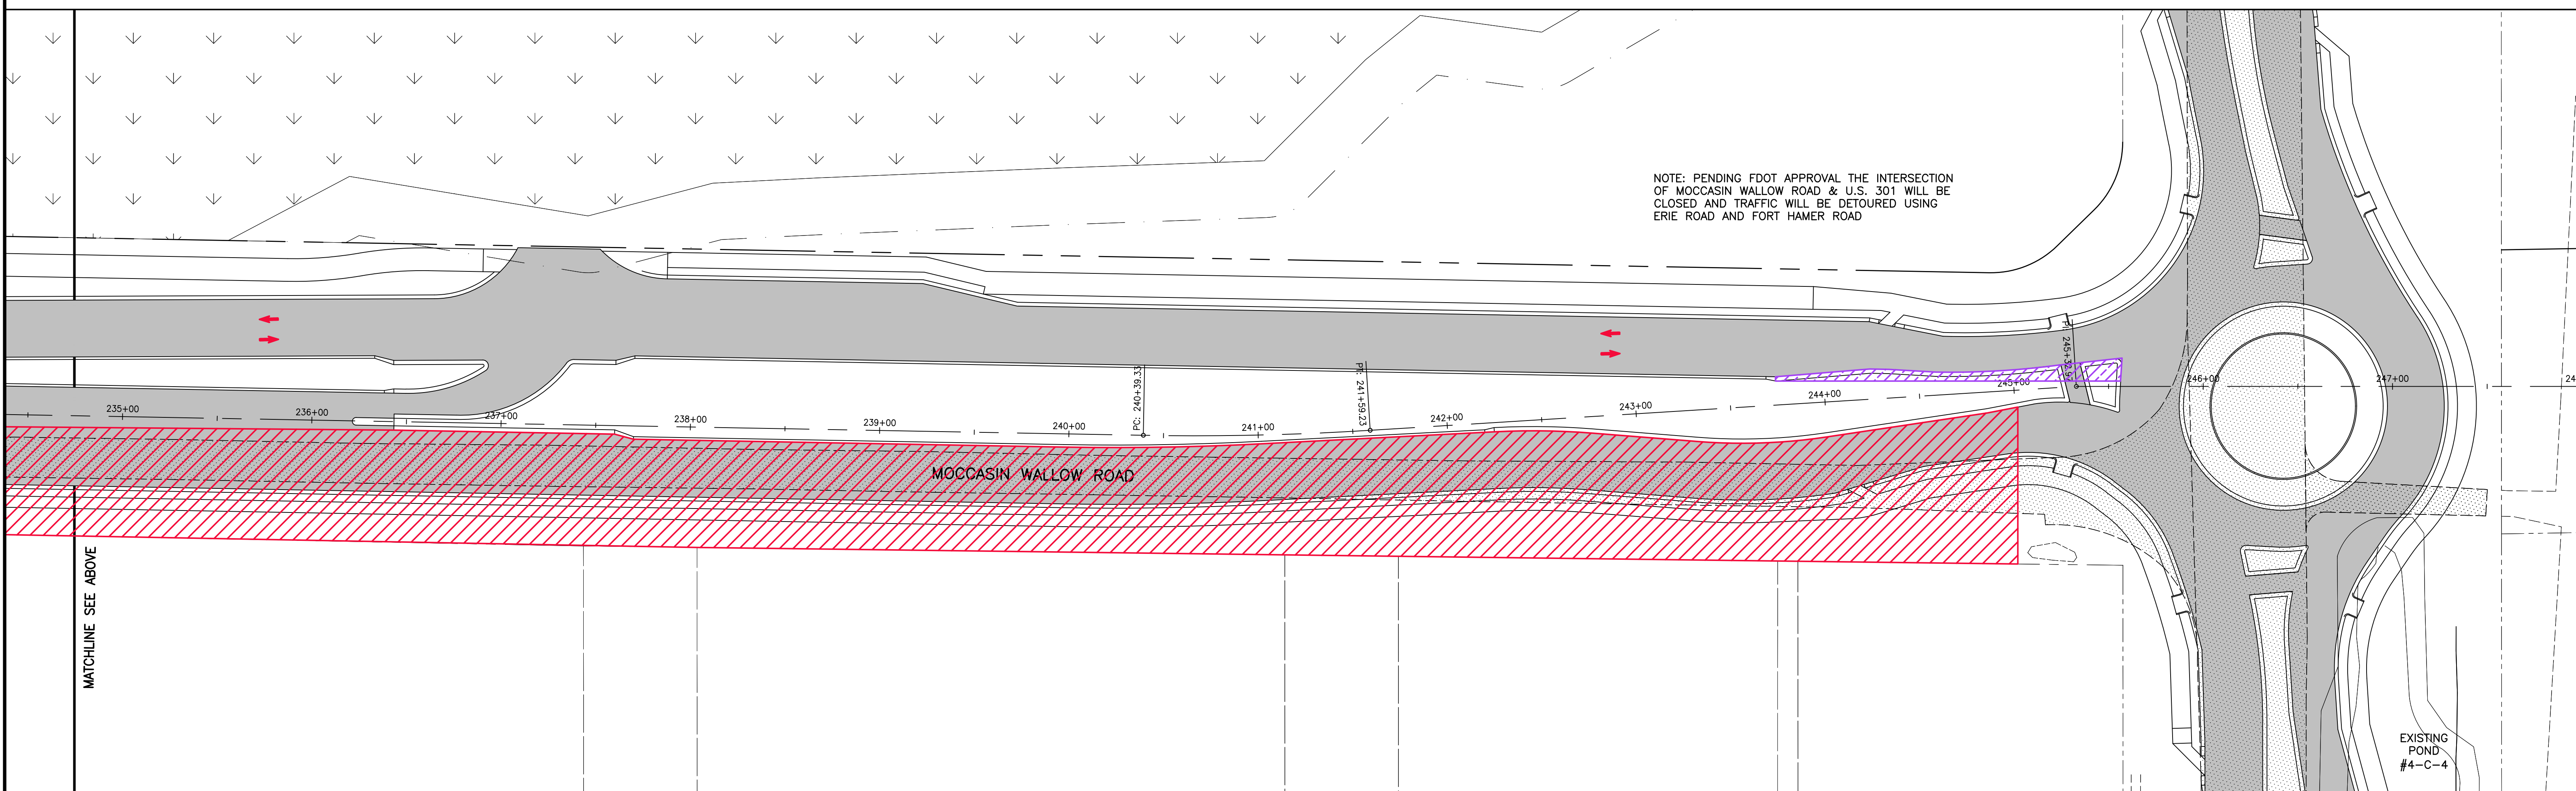 NOTE: PENDING FDOT APPROVAL THE INTERSECTION
OF MOCCASIN WALLOW ROAD & U.S. 301 WILL BE
CLOSED AND TRAFFIC WILL BE DETOURED USING
ERIE ROAD AND FORT HAMER ROAD
235+00
236+00
237+00
238+00
239+00
240+00
PC: 240+39.33
241+00
PT: 241+59.23
242+00
243+00
244+00
245+00
246+00
247+00
MOCCASIN WALLOW ROAD
MATCHLINE SEE ABOVE
EXISTING
POND
#4-C-4